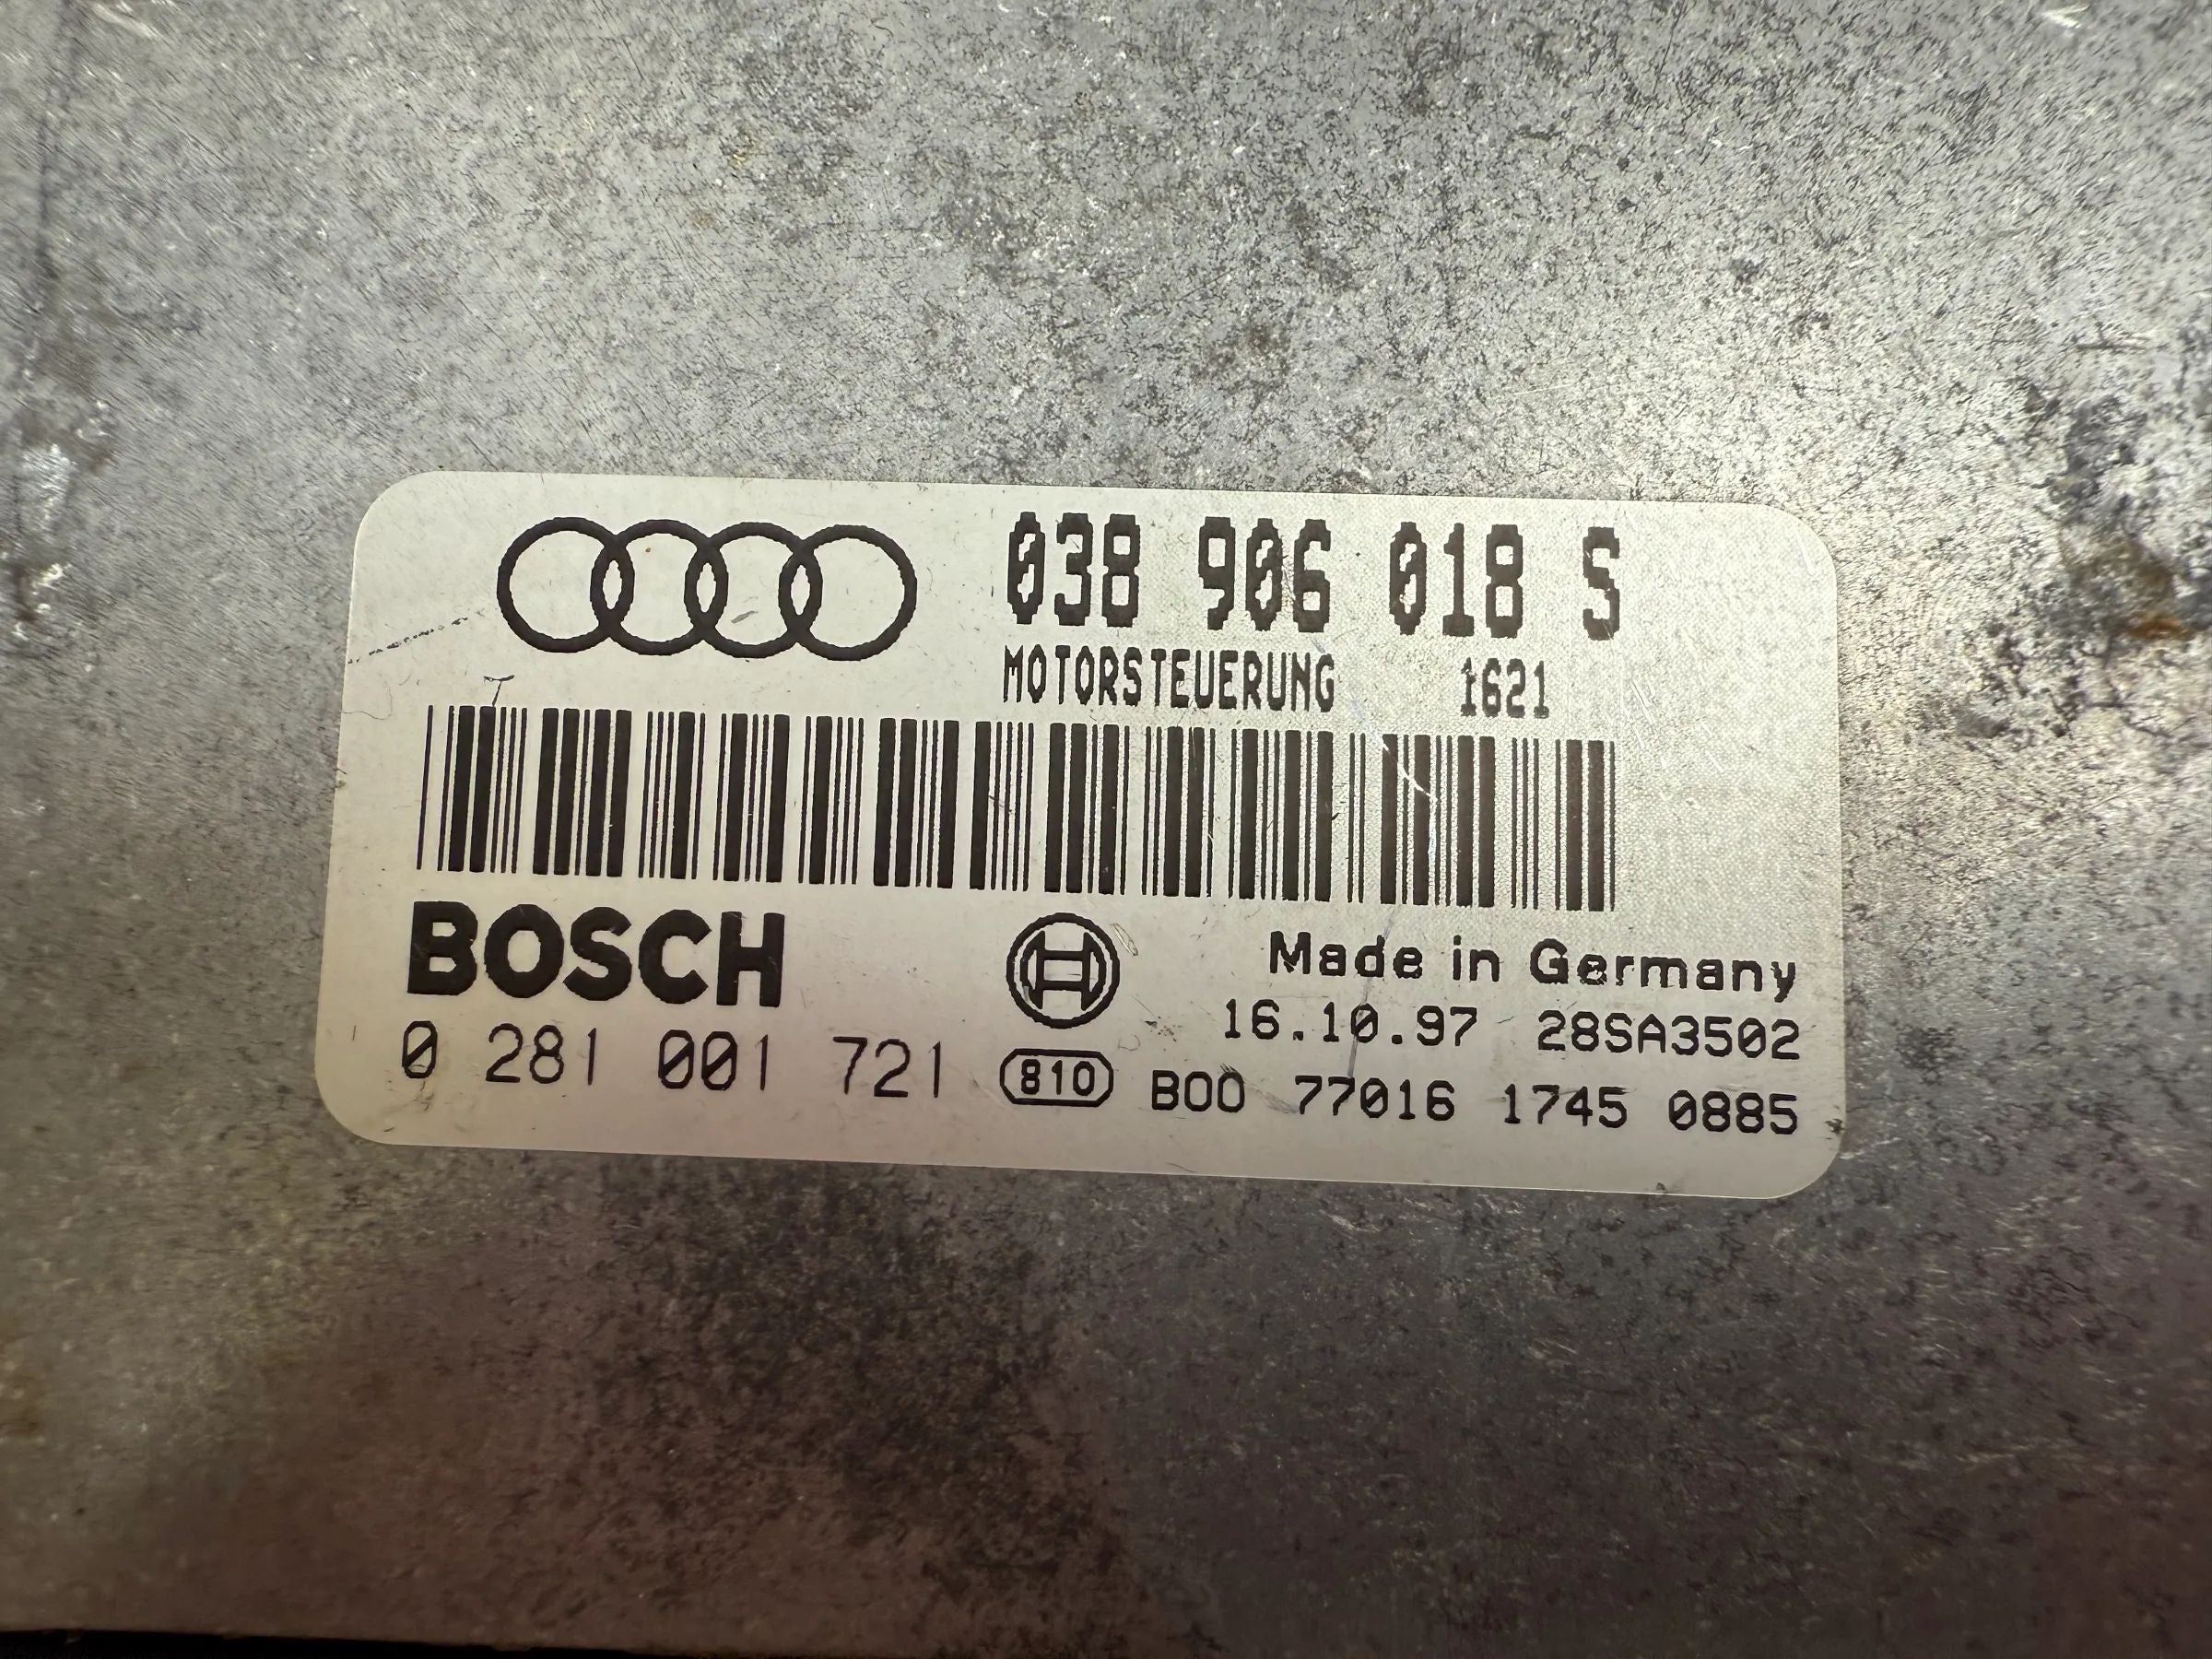 038 906 018 S
MOTORSTEUERUNG 1621
BOSCH
Made in Germany
16.10.97 28SA3502
0 281 001 721 810 B00 77016 1745 0885